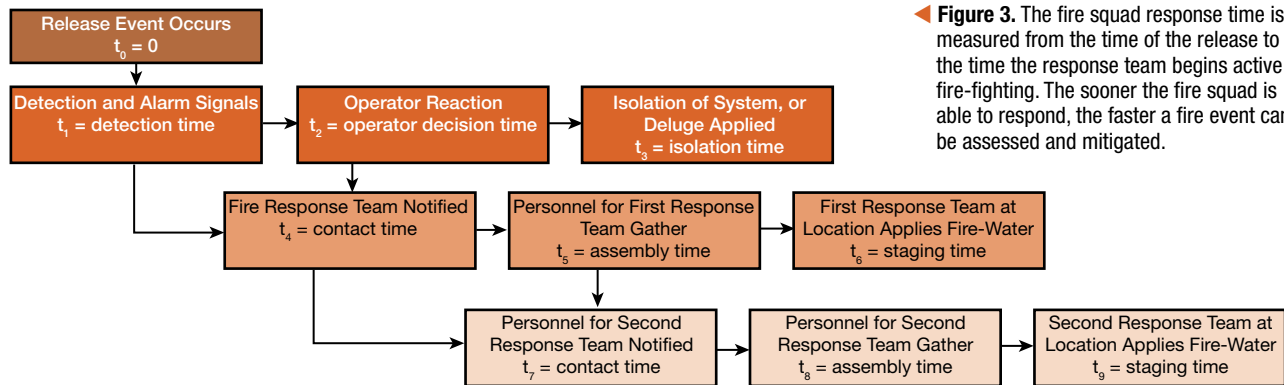 Release Event Occurs
t₀ = 0
Detection and Alarm Signals
t₁ = detection time
Operator Reaction
t₂ = operator decision time
Isolation of System, or
Deluge Applied
t₃ = isolation time
Fire Response Team Notified
t₄ = contact time
Personnel for First Response
Team Gather
t₅ = assembly time
First Response Team at
Location Applies Fire-Water
t₆ = staging time
Personnel for Second
Response Team Notified
t₇ = contact time
Personnel for Second
Response Team Gather
t₈ = assembly time
Second Response Team at
Location Applies Fire-Water
t₉ = staging time
Figure 3. The fire squad response time is
measured from the time of the release to
the time the response team begins active
fire-fighting. The sooner the fire squad is
able to respond, the faster a fire event can
be assessed and mitigated.